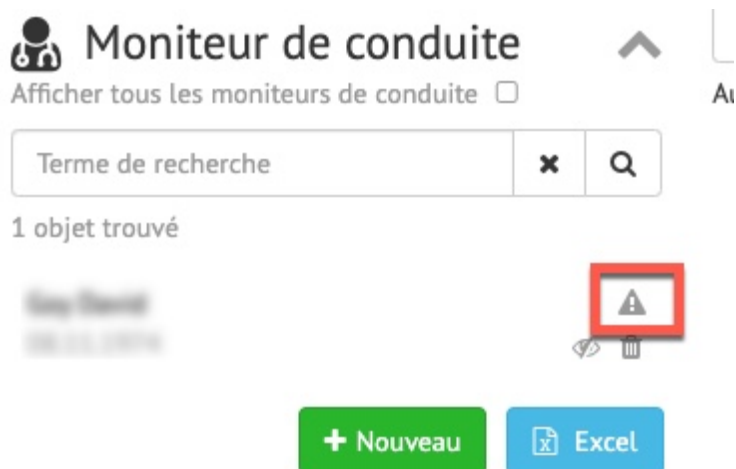 Moniteur de conduite
Afficher tous les moniteurs de conduite
Terme de recherche
1 objet trouvé
Nouveau
Excel